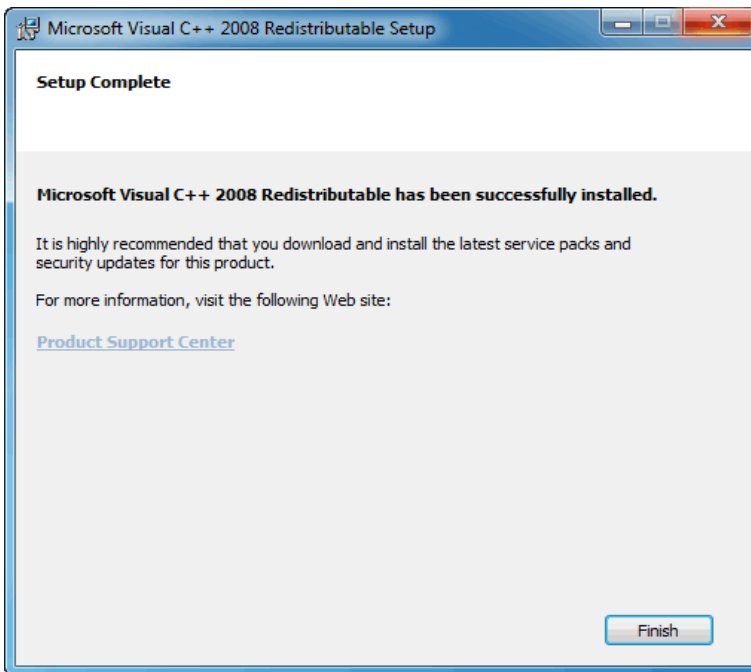 Microsoft Visual C++ 2008 Redistributable Setup
Setup Complete
Microsoft Visual C++ 2008 Redistributable has been successfully installed.
It is highly recommended that you download and install the latest service packs and
security updates for this product.
For more information, visit the following Web site:
Product Support Center
Finish